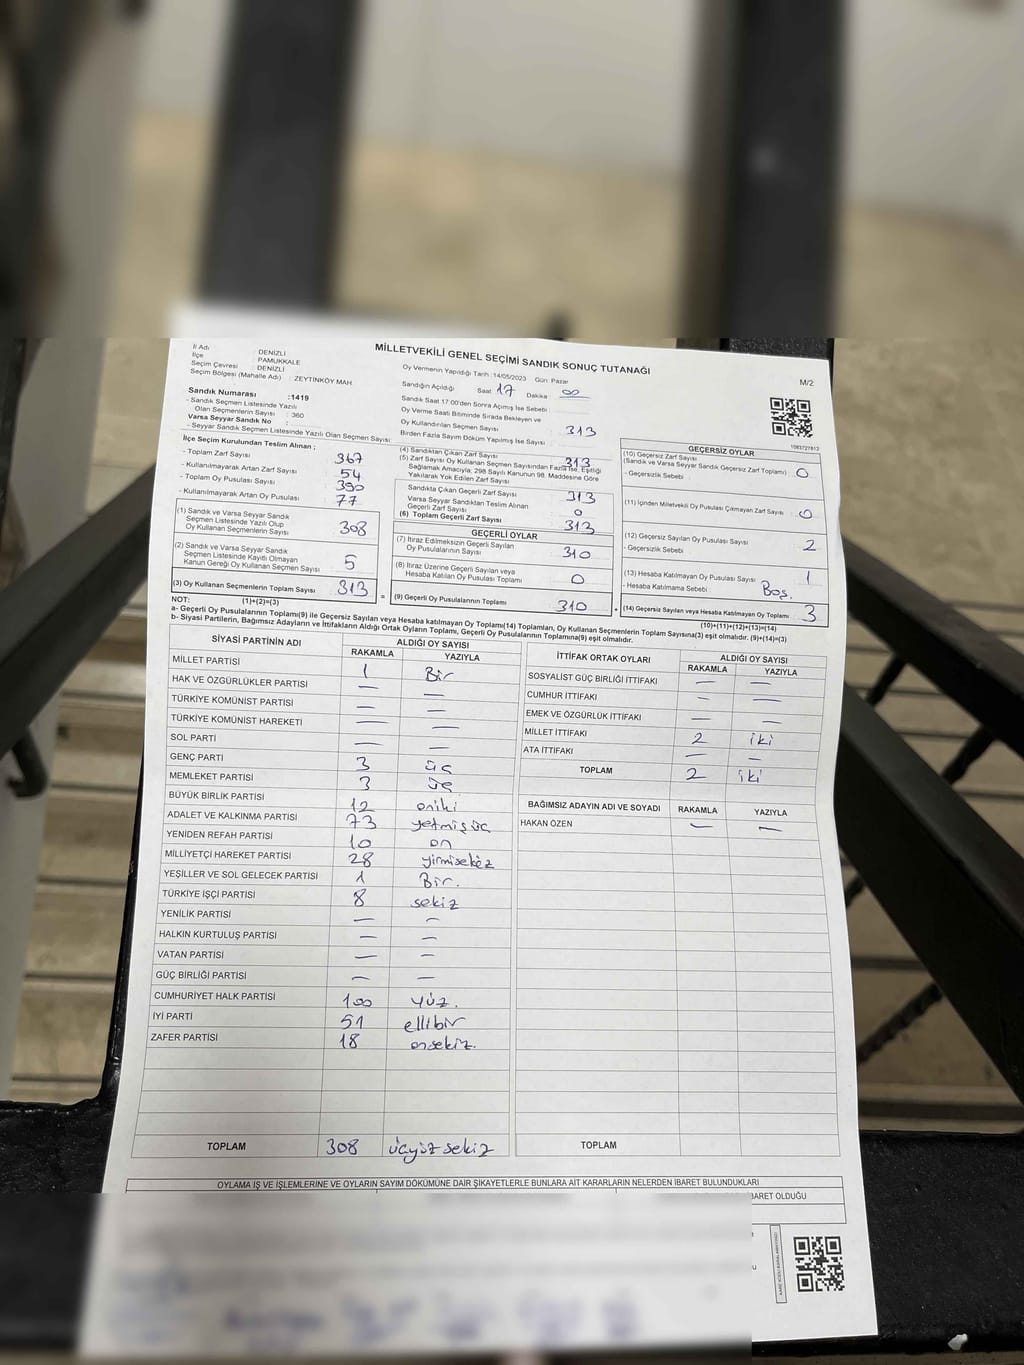 MİLLETVEKİLİ GENEL SEÇİMİ SANDIK SONUÇ TUTANAĞI
M/2
İl Adı : DENİZLİ
İlçe : PAMUKKALE
Seçim Çevresi : DENİZLİ
Seçim Bölgesi (Mahalle Adı) : ZEYTİNKÖY MAH
Sandık Numarası :1419
- Sandık Seçmen Listesinde Yazılı
Olan Seçmenlerin Sayısı : 360
Varsa Seyyar Sandık No :
- Seyyar Sandık Seçmen Listesinde Yazılı Olan Seçmen Sayısı:
Oy Vermenin Yapıldığı Tarih :14/05/2023 Gün: Pazar
Sandığın Açıldığı Saat 17 Dakika 00
Sandık Saat 17:00'den Sonra Açılmış İse Sebebi :
Oy Verme Saati Bitiminde Sırada Bekleyen ve
Oy Kullandırılan Seçmen Sayısı : 313
Birden Fazla Sayım Döküm Yapılmış İse Sayısı :
İlçe Seçim Kurulundan Teslim Alınan ;
- Toplam Zarf Sayısı : 367
- Kullanılmayarak Artan Zarf Sayısı : 54
- Toplam Oy Pusulası Sayısı : 390
- Kullanılmayarak Artan Oy Pusulası : 77
(1) Sandık ve Varsa Seyyar Sandık
Seçmen Listesinde Yazılı Olup
Oy Kullanan Seçmenlerin Sayısı 308
(2) Sandık ve Varsa Seyyar Sandık
Seçmen Listesinde Kayıtlı Olmayan
Kanun Gereği Oy Kullanan Seçmen Sayısı 5
(3) Oy Kullanan Seçmenlerin Toplam Sayısı 313
(1)+(2)=(3)
(4) Sandıktan Çıkan Zarf Sayısı 313
(5) Zarf Sayısı Oy Kullanan Seçmen Sayısından Fazla İse, Eşitliği
Sağlamak Amacıyla; 298 Sayılı Kanunun 98. Maddesine Göre
Yakılarak Yok Edilen Zarf Sayısı
Sandıkta Çıkan Geçerli Zarf Sayısı 313
Varsa Seyyar Sandıktan Teslim Alınan
Geçerli Zarf Sayısı 0
(6) Toplam Geçerli Zarf Sayısı 313
GEÇERLİ OYLAR
(7) İtiraz Edilmeksizin Geçerli Sayılan
Oy Pusulalarının Sayısı 310
(8) İtiraz Üzerine Geçerli Sayılan veya
Hesaba Katılan Oy Pusulası Toplamı 0
= (9) Geçerli Oy Pusulalarının Toplamı 310
GEÇERSİZ OYLAR
(10) Geçersiz Zarf Sayısı
(Sandık ve Varsa Seyyar Sandık Geçersiz Zarf Toplamı) 0
- Geçersizlik Sebebi :
(11) İçinden Milletvekili Oy Pusulası Çıkmayan Zarf Sayısı 0
(12) Geçersiz Sayılan Oy Pusulası Sayısı 2
- Geçersizlik Sebebi :
(13) Hesaba Katılmayan Oy Pusulası Sayısı 1
- Hesaba Katılmama Sebebi : Boş.
+ (14) Geçersiz Sayılan veya Hesaba Katılmayan Oy Toplamı 3
(10)+(11)+(12)+(13)=(14)
NOT:
a- Geçerli Oy Pusulalarının Toplamı(9) ile Geçersiz Sayılan veya Hesaba katılmayan Oy Toplamı(14) Toplamları, Oy Kullanan Seçmenlerin Toplam Sayısına(3) eşit olmalıdır. (9)+(14)=(3)
b- Siyasi Partilerin, Bağımsız Adayların ve İttifakların Aldığı Ortak Oyların Toplamı, Geçerli Oy Pusulalarının Toplamına(9) eşit olmalıdır.
SİYASİ PARTİNİN ADI ALDIĞI OY SAYISI
RAKAMLA YAZIYLA
MİLLET PARTİSİ 1 Bir
HAK VE ÖZGÜRLÜKLER PARTİSİ — —
TÜRKİYE KOMÜNİST PARTİSİ — —
TÜRKİYE KOMÜNİST HAREKETİ — —
SOL PARTİ — —
GENÇ PARTİ 3 üç
MEMLEKET PARTİSİ 3 üç
BÜYÜK BİRLİK PARTİSİ 12 oniki
ADALET VE KALKINMA PARTİSİ 73 yetmişüç
YENİDEN REFAH PARTİSİ 10 on
MİLLİYETÇİ HAREKET PARTİSİ 28 yirmisekiz
YEŞİLLER VE SOL GELECEK PARTİSİ 1 Bir.
TÜRKİYE İŞÇİ PARTİSİ 8 sekiz
YENİLİK PARTİSİ — —
HALKIN KURTULUŞ PARTİSİ — —
VATAN PARTİSİ — —
GÜÇ BİRLİĞİ PARTİSİ — —
CUMHURİYET HALK PARTİSİ 100 yüz.
İYİ PARTİ 51 ellibir
ZAFER PARTİSİ 18 onsekiz.
TOPLAM 308 üçyüz sekiz
İTTİFAK ORTAK OYLARI ALDIĞI OY SAYISI
RAKAMLA YAZIYLA
SOSYALİST GÜÇ BİRLİĞİ İTTİFAKI — —
CUMHUR İTTİFAKI — —
EMEK VE ÖZGÜRLÜK İTTİFAKI — —
MİLLET İTTİFAKI 2 iki
ATA İTTİFAKI — —
TOPLAM 2 iki
BAĞIMSIZ ADAYIN ADI VE SOYADI RAKAMLA YAZIYLA
HAKAN ÖZEN — —
TOPLAM
OYLAMA İŞ VE İŞLEMLERİNE VE OYLARIN SAYIM DÖKÜMÜNE DAİR ŞİKAYETLERLE BUNLARA AİT KARARLARIN NELERDEN İBARET BULUNDUKLARI
BARET OLDUĞU